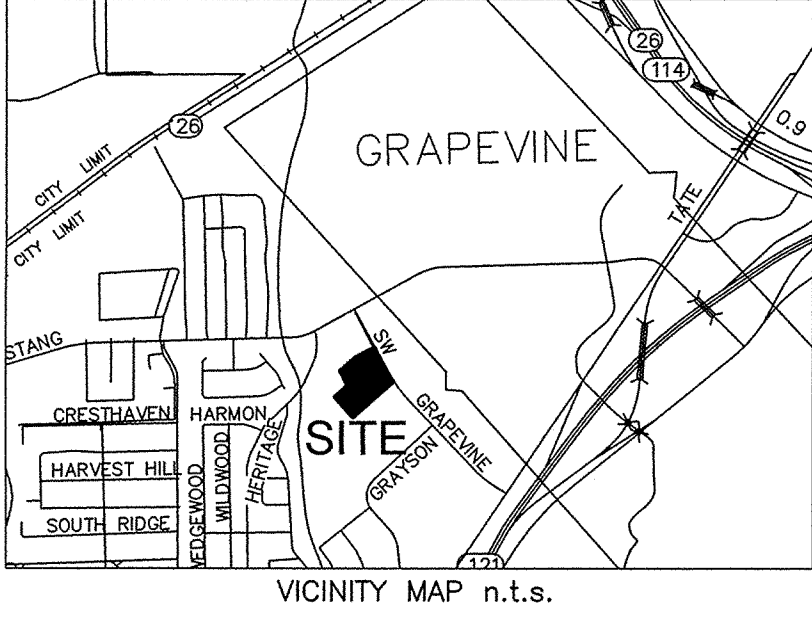 26
114
0.9
26
GRAPEVINE
CITY LIMIT
CITY LIMIT
TATE
STANG
SW
GRAPEVINE
CRESTHAVEN
HARMON
SITE
HERITAGE
WILDWOOD
GRAYSON
HARVEST HILL
WEDGEWOOD
SOUTH RIDGE
121
VICINITY MAP n.t.s.